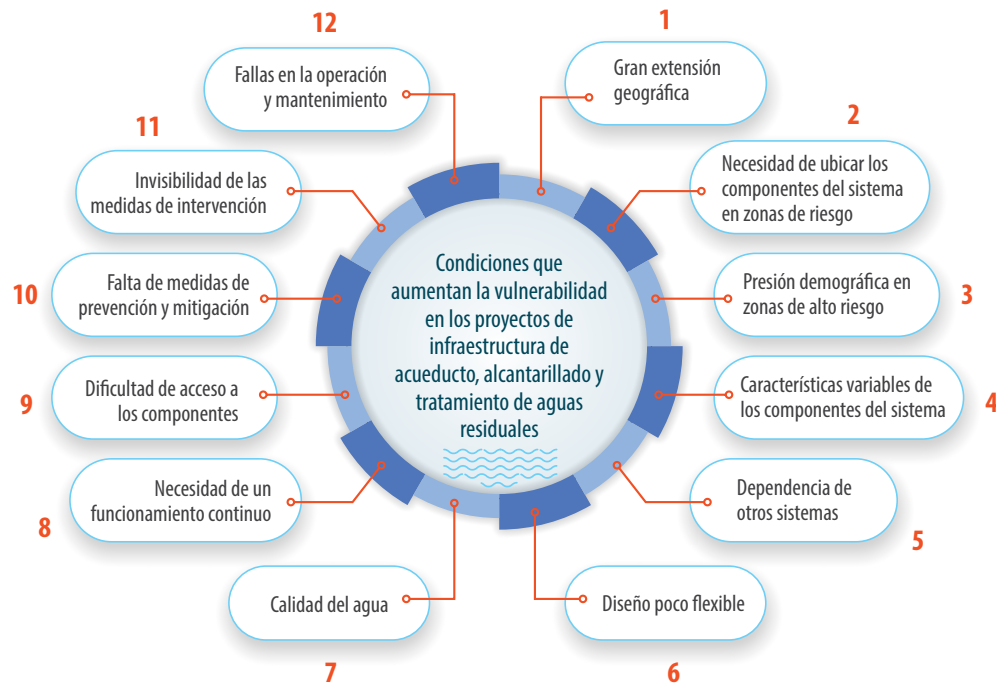 Condiciones que
aumentan la vulnerabilidad
en los proyectos de
infraestructura de
acueducto, alcantarillado y
tratamiento de aguas
residuales
1
Gran extensión
geográfica
2
Necesidad de ubicar los
componentes del sistema
en zonas de riesgo
3
Presión demográfica en
zonas de alto riesgo
4
Características variables de
los componentes del sistema
5
Dependencia de
otros sistemas
6
Diseño poco flexible
7
Calidad del agua
8
Necesidad de un
funcionamiento continuo
9
Dificultad de acceso a
los componentes
10
Falta de medidas de
prevención y mitigación
11
Invisibilidad de las
medidas de intervención
12
Fallas en la operación
y mantenimiento